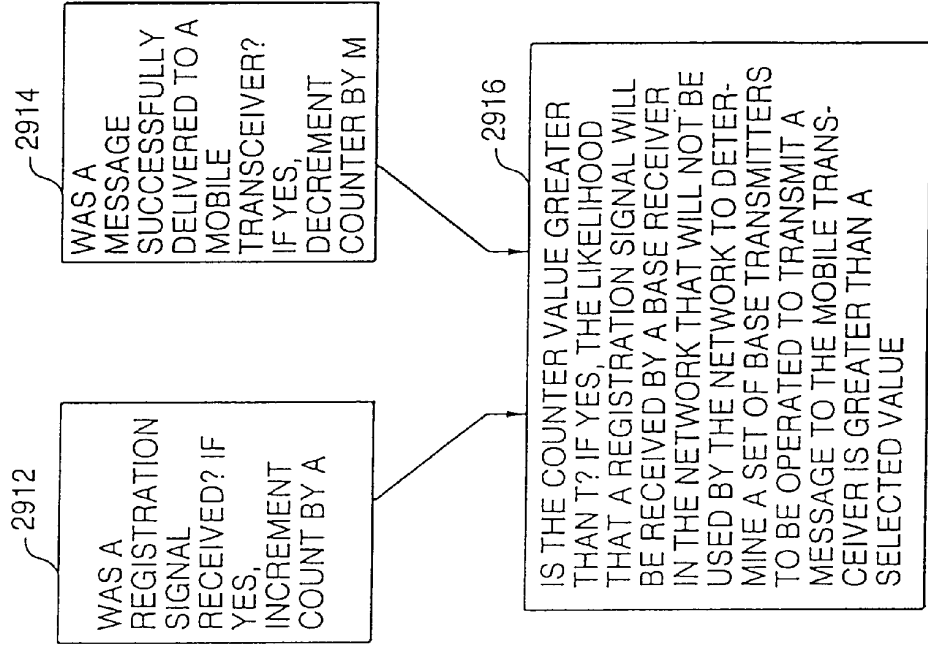 2912
WAS A
REGISTRATION
SIGNAL
RECEIVED? IF
YES,
INCREMENT
COUNT BY A
2914
WAS A
MESSAGE
SUCCESSFULLY
DELIVERED TO A
MOBILE
TRANSCEIVER?
IF YES,
DECREMENT
COUNTER BY M
2916
IS THE COUNTER VALUE GREATER
THAN T? IF YES, THE LIKELIHOOD
THAT A REGISTRATION SIGNAL WILL
BE RECEIVED BY A BASE RECEIVER
IN THE NETWORK THAT WILL NOT BE
USED BY THE NETWORK TO DETER-
MINE A SET OF BASE TRANSMITTERS
TO BE OPERATED TO TRANSMIT A
MESSAGE TO THE MOBILE TRANS-
CEIVER IS GREATER THAN A
SELECTED VALUE